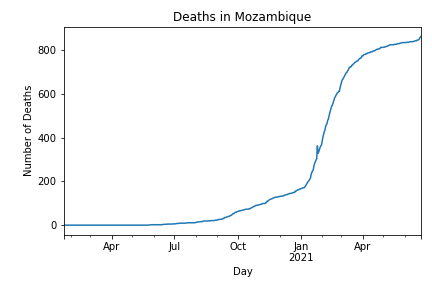 Deaths in Mozambique
Number of Deaths
800
600
400
200
0
Apr
Jul
Oct
Jan
2021
Apr
Day